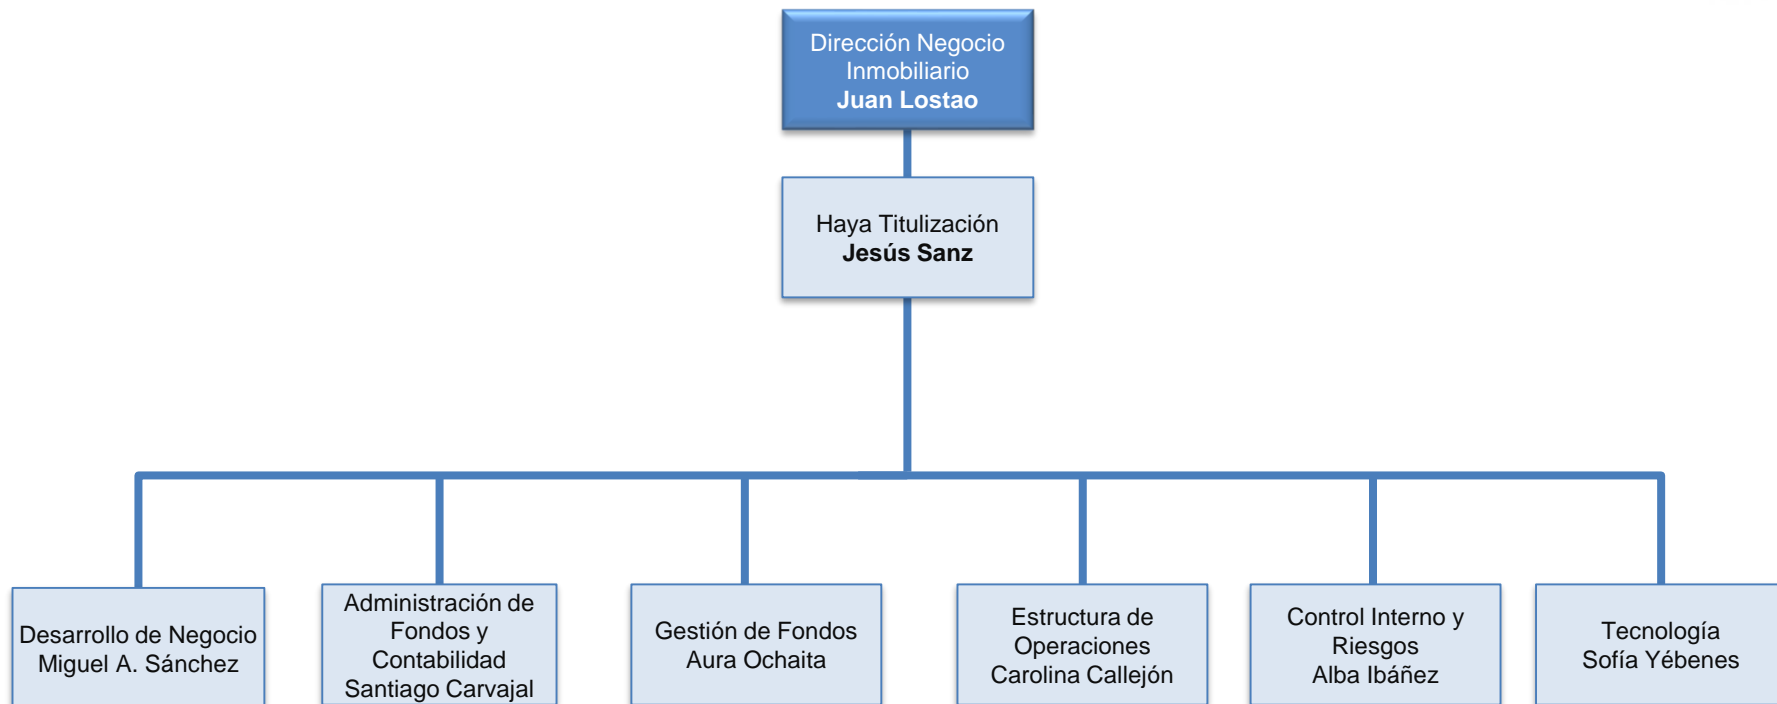 Dirección Negocio
Inmobiliario
Juan Lostao
Haya Titulización
Jesús Sanz
Desarrollo de Negocio
Miguel A. Sánchez
Administración de
Fondos y
Contabilidad
Santiago Carvajal
Gestión de Fondos
Aura Ochaita
Estructura de
Operaciones
Carolina Callejón
Control Interno y
Riesgos
Alba Ibáñez
Tecnología
Sofía Yébenes